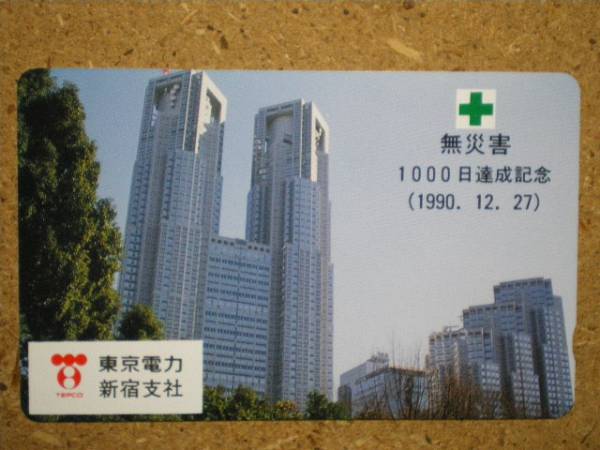 無災害
1000日達成記念
(1990. 12. 27)
東京電力
新宿支社
TEPCO